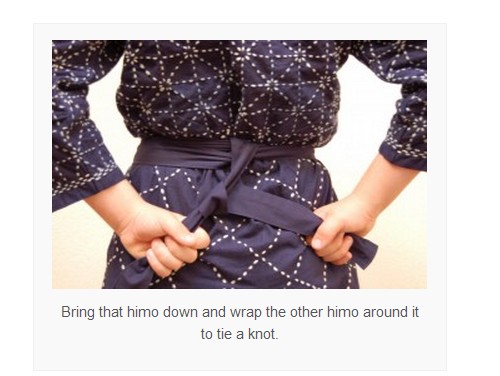 Bring that himo down and wrap the other himo around it
to tie a knot.